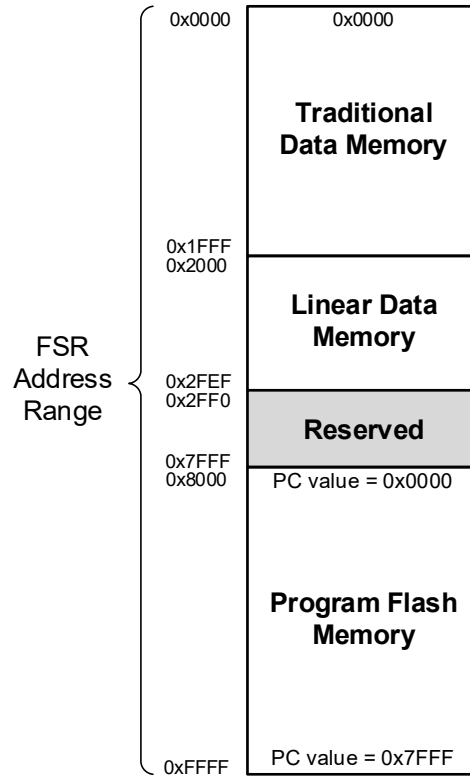 0x0000
0x0000
Traditional
Data Memory
0x1FFF
0x2000
Linear Data
Memory
FSR
Address
Range
0x2FEF
0x2FF0
Reserved
0x7FFF
0x8000
PC value = 0x0000
Program Flash
Memory
PC value = 0x7FFF
0xFFFF